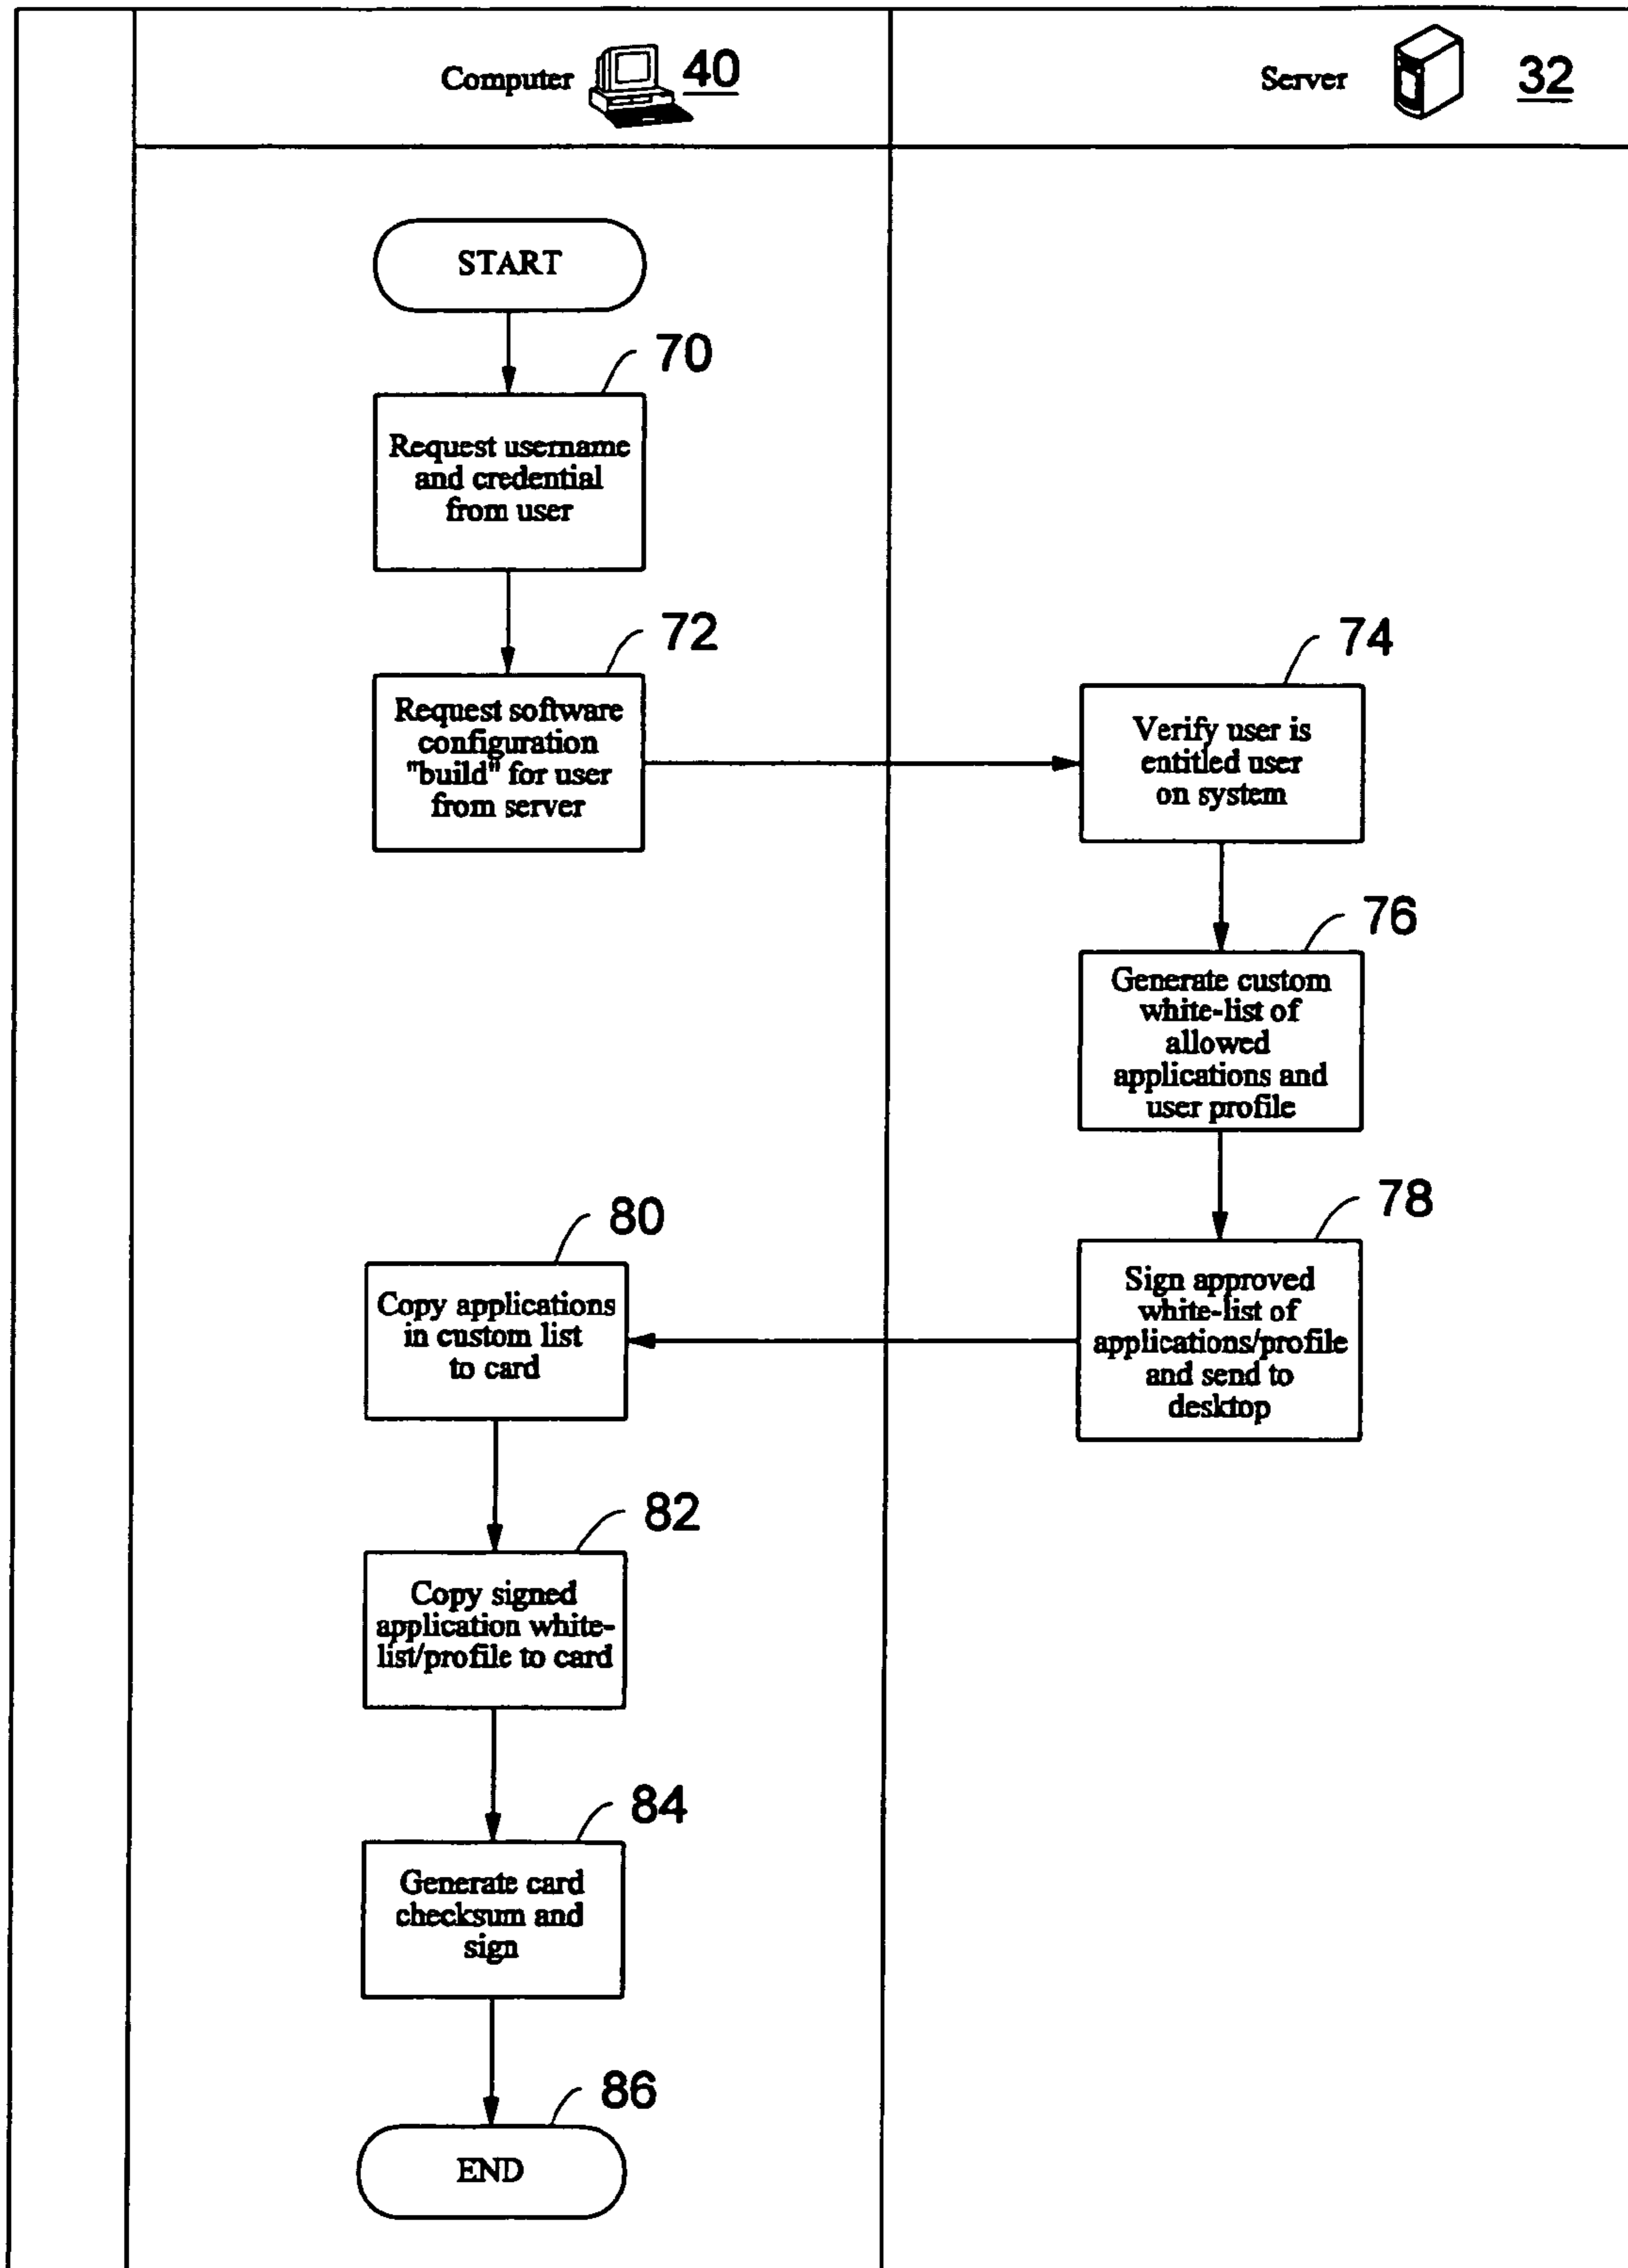 Computer 40
Server 32
START
70
Request username
and credential
from user
72
Request software
configuration
"build" for user
from server
74
Verify user is
entitled user
on system
76
Generate custom
white-list of
allowed
applications and
user profile
78
Sign approved
white-list of
applications/profile
and send to
desktop
80
Copy applications
in custom list
to card
82
Copy signed
application white-
list/profile to card
84
Generate card
checksum and
sign
86
END